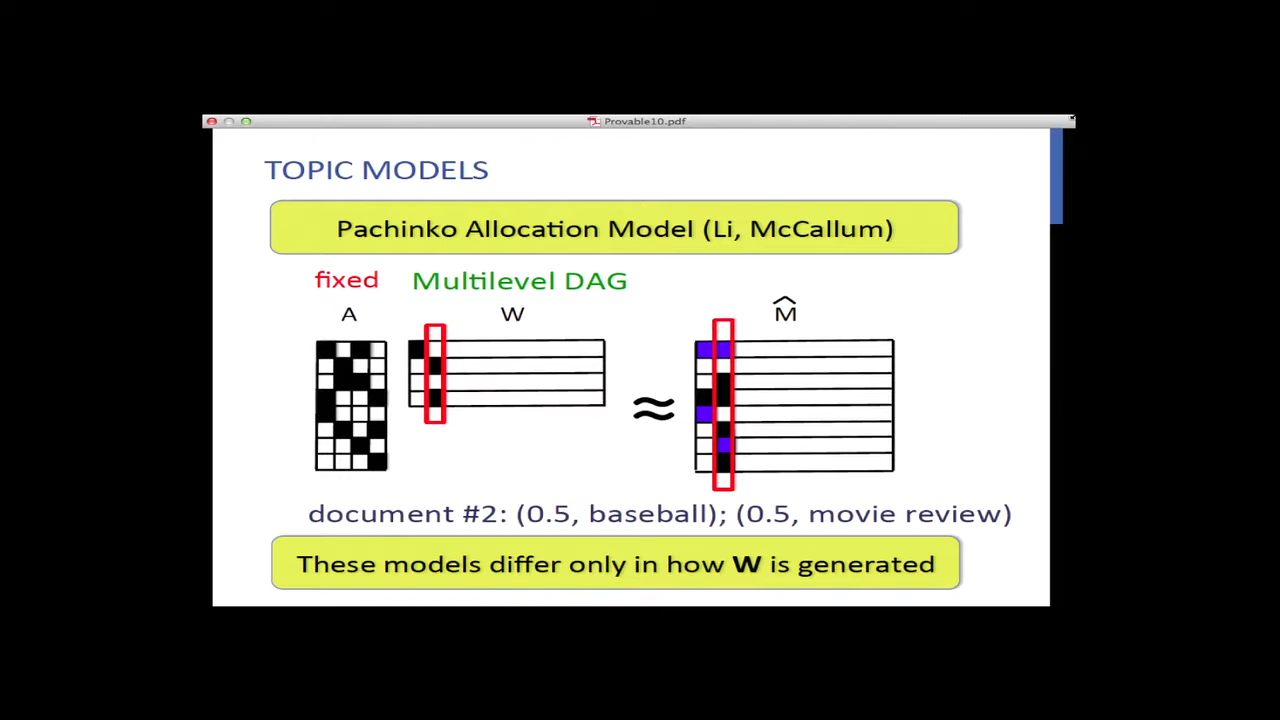 Provable10.pdf
TOPIC MODELS
Pachinko Allocation Model (Li, McCallum)
fixed Multilevel DAG
A W M̂
≈
document #2: (0.5, baseball); (0.5, movie review)
These models differ only in how W is generated